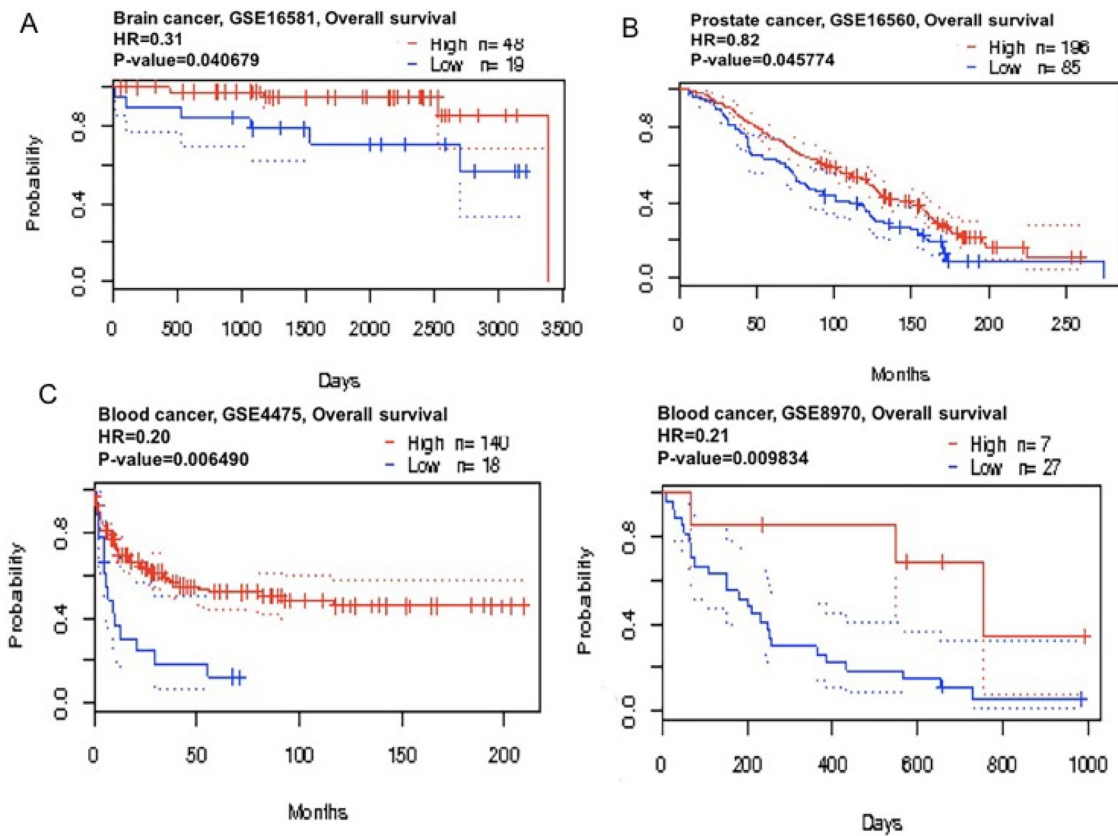 A
Brain cancer, GSE16581, Overall survival
HR=0.31
P-value=0.040679
High n= 48
Low n= 19
Probability
0.8
0.4
0.0
0 500 1000 1500 2000 2500 3000 3500
Days
B
Prostate cancer, GSE16560, Overall survival
HR=0.82
P-value=0.045774
High n= 196
Low n= 85
Probability
0.8
0.4
0.0
0 50 100 150 200 250
Months
C
Blood cancer, GSE4475, Overall survival
HR=0.20
P-value=0.006490
High n= 140
Low n= 18
Probability
0.8
0.4
0.0
0 50 100 150 200
Months
Blood cancer, GSE8970, Overall survival
HR=0.21
P-value=0.009834
High n= 7
Low n= 27
Probability
0.8
0.4
0.0
0 200 400 600 800 1000
Days